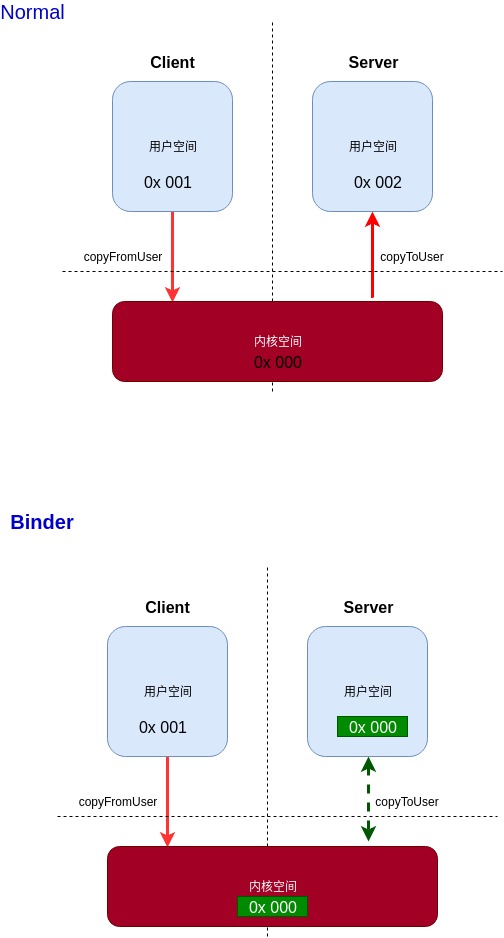 Normal
Client
Server
用户空间
用户空间
0x 001
0x 002
copyFromUser
copyToUser
内核空间
0x 000
Binder
Client
Server
用户空间
用户空间
0x 001
0x 000
copyFromUser
copyToUser
内核空间
0x 000